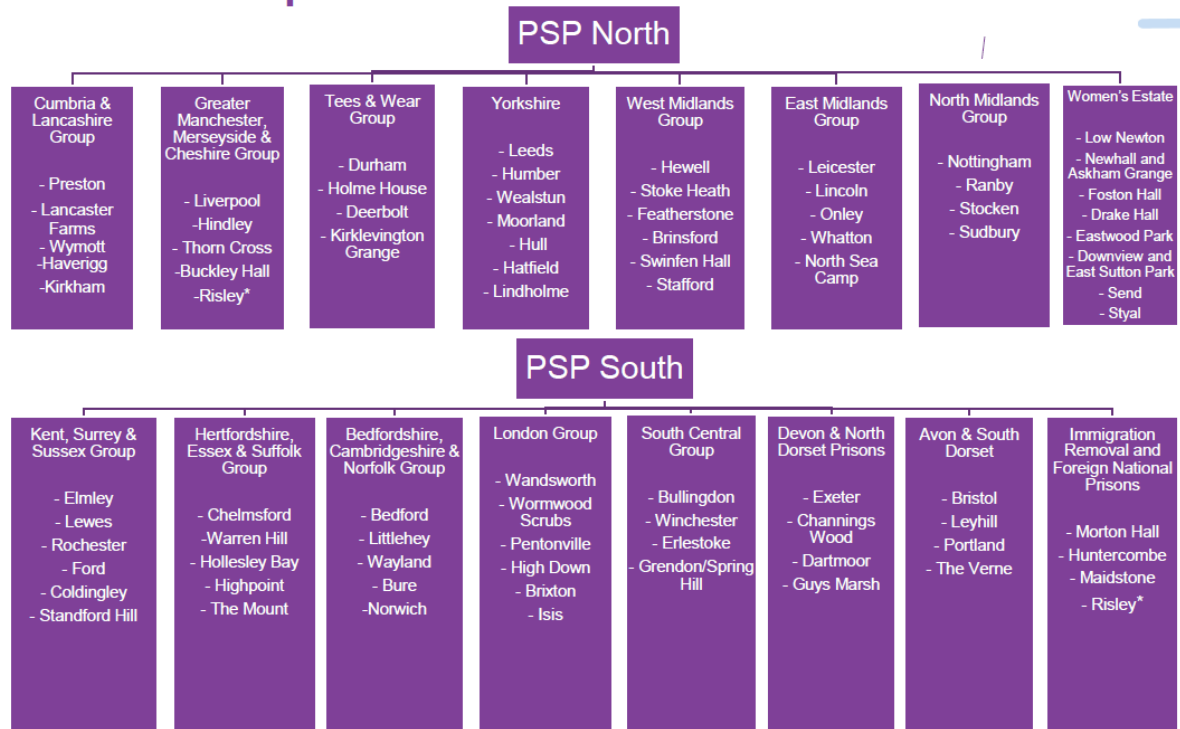 PSP North
Cumbria &
Lancashire
Group
- Preston
- Lancaster
Farms
- Wymott
-Haverigg
-Kirkham
Greater
Manchester,
Merseyside &
Cheshire Group
- Liverpool
-Hindley
- Thorn Cross
-Buckley Hall
-Risley*
Tees & Wear
Group
- Durham
- Holme House
- Deerbolt
- Kirklevington
Grange
Yorkshire
- Leeds
- Humber
- Wealstun
- Moorland
- Hull
- Hatfield
- Lindholme
West Midlands
Group
- Hewell
- Stoke Heath
- Featherstone
- Brinsford
- Swinfen Hall
- Stafford
East Midlands
Group
- Leicester
- Lincoln
- Onley
- Whatton
- North Sea
Camp
North Midlands
Group
- Nottingham
- Ranby
- Stocken
- Sudbury
Women's Estate
- Low Newton
- Newhall and
Askham Grange
- Foston Hall
- Drake Hall
- Eastwood Park
- Downview and
East Sutton Park
- Send
- Styal
PSP South
Kent, Surrey &
Sussex Group
- Elmley
- Lewes
- Rochester
- Ford
- Coldingley
- Standford Hill
Hertfordshire,
Essex & Suffolk
Group
- Chelmsford
-Warren Hill
- Hollesley Bay
- Highpoint
- The Mount
Bedfordshire,
Cambridgeshire &
Norfolk Group
- Bedford
- Littlehey
- Wayland
- Bure
-Norwich
London Group
- Wandsworth
- Wormwood
Scrubs
- Pentonville
- High Down
- Brixton
- Isis
South Central
Group
- Bullingdon
- Winchester
- Erlestoke
- Grendon/Spring
Hill
Devon & North
Dorset Prisons
- Exeter
- Channings
Wood
- Dartmoor
- Guys Marsh
Avon & South
Dorset
- Bristol
- Leyhill
- Portland
- The Verne
Immigration
Removal and
Foreign National
Prisons
- Morton Hall
- Huntercombe
- Maidstone
- Risley*